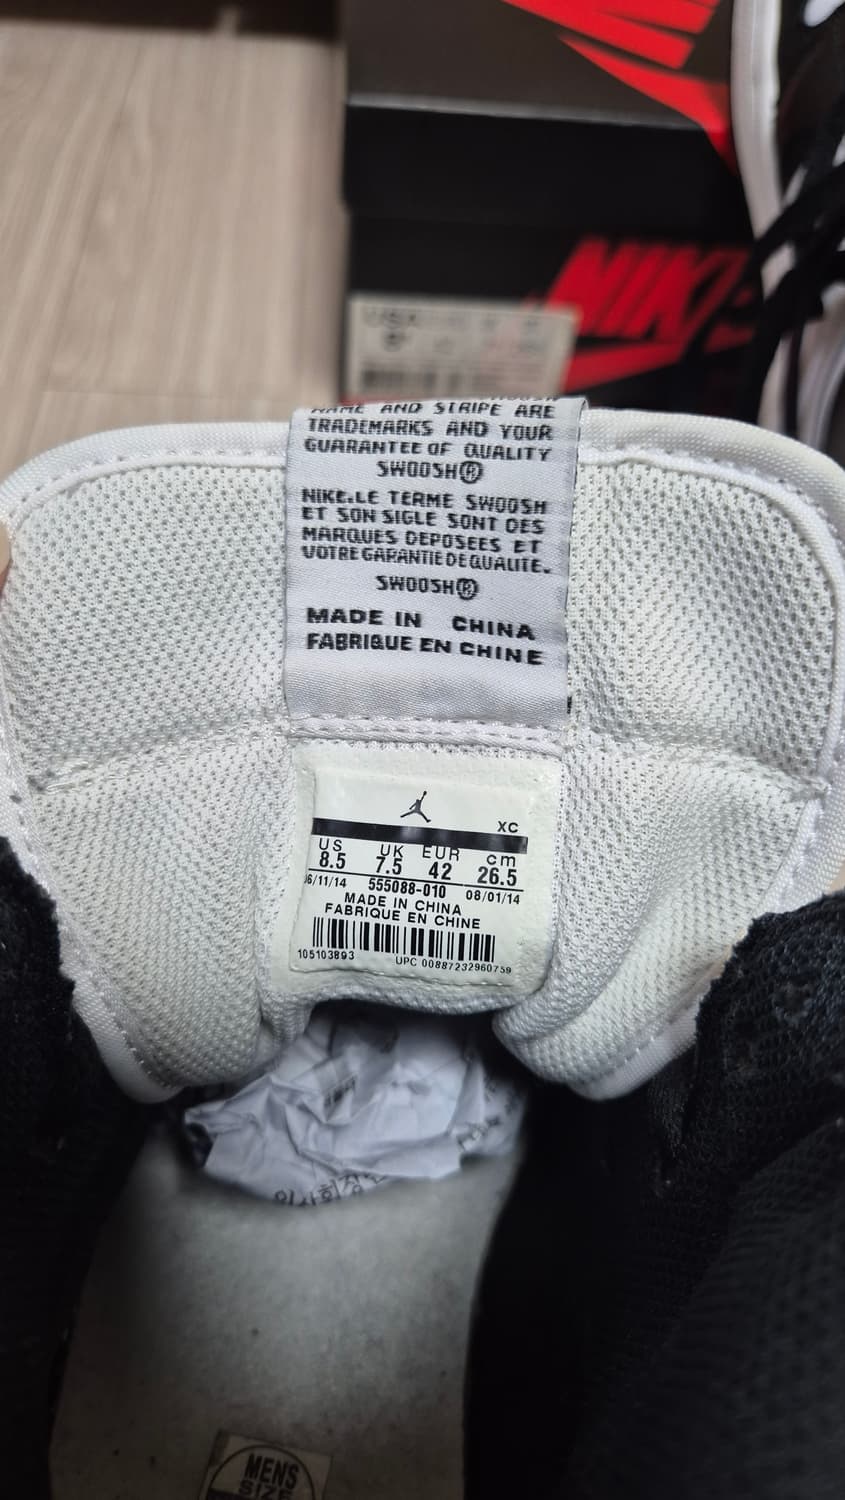 NIKE
USA
NAME AND STRIPE ARE
TRADEMARKS AND YOUR
GUARANTEE OF QUALITY
SWOOSH®
NIKE.LE TERME SWOOSH
ET SON SIGLE SONT DES
MARQUES DEPOSEES ET
VOTRE GARANTIE DE QUALITE.
SWOOSH®
MADE IN CHINA
FABRIQUE EN CHINE
XC
US UK EUR cm
8.5 7.5 42 26.5
06/11/14 555088-010 08/01/14
MADE IN CHINA
FABRIQUE EN CHINE
105103893 UPC 00887232960759
MENS
SIZE